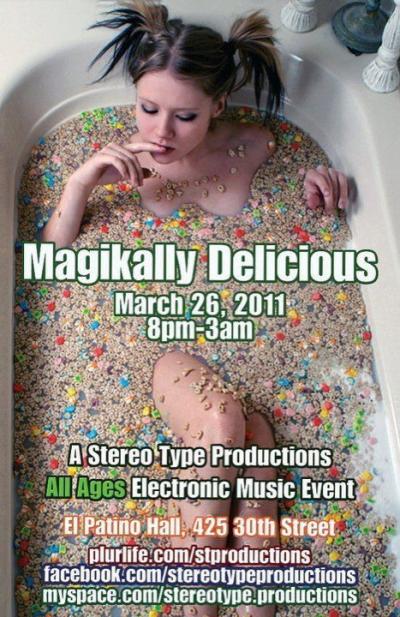 Magikally Delicious
March 26, 2011
8pm-3am
A Stereo Type Productions
All Ages Electronic Music Event
El Patino Hall, 425 30th Street
plurlife.com/stproductions
facebook.com/stereotypeproductions
myspace.com/stereotype.productions